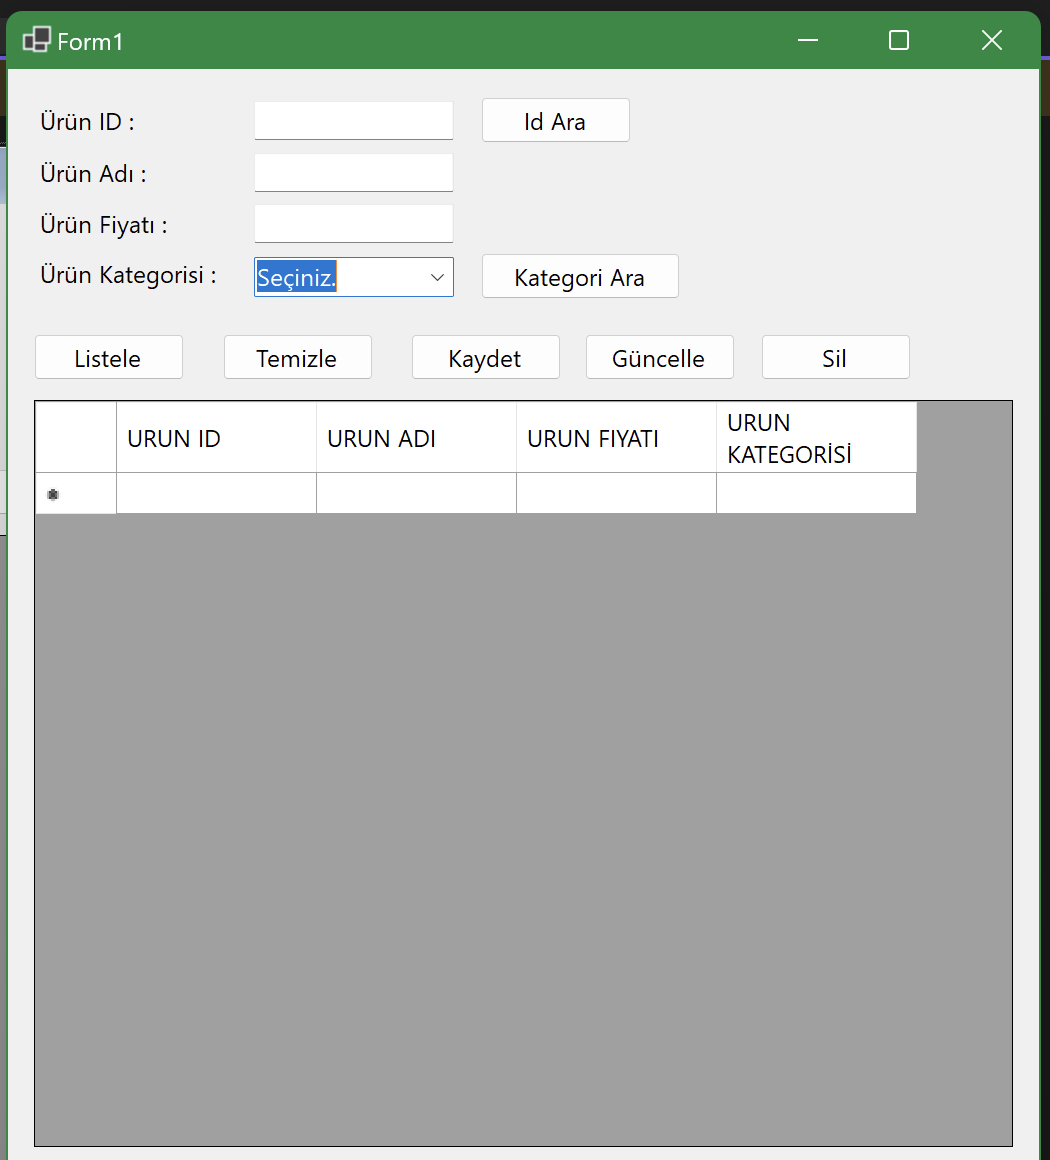 Form1
Ürün ID :
Id Ara
Ürün Adı :
Ürün Fiyatı :
Ürün Kategorisi :
Seçiniz.
Kategori Ara
Listele
Temizle
Kaydet
Güncelle
Sil
URUN ID
URUN ADI
URUN FIYATI
URUN
KATEGORİSİ